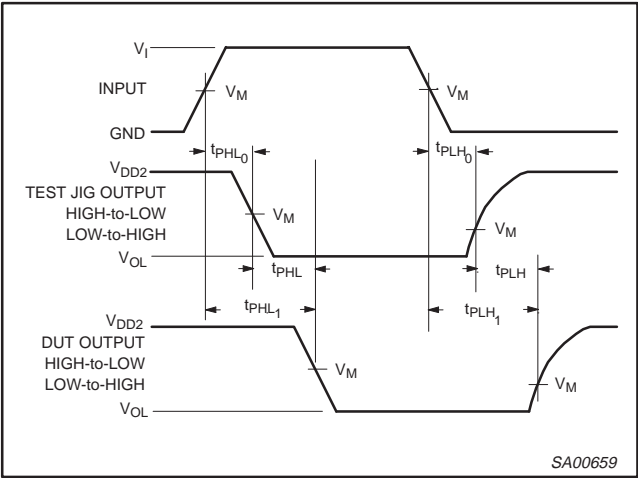 VI
INPUT
VM
VM
GND
tPHL0
tPLH0
VDD2
TEST JIG OUTPUT
HIGH-to-LOW
LOW-to-HIGH
VM
VM
VOL
tPHL
tPLH
tPHL1
tPLH1
VDD2
DUT OUTPUT
HIGH-to-LOW
LOW-to-HIGH
VM
VM
VOL
SA00659